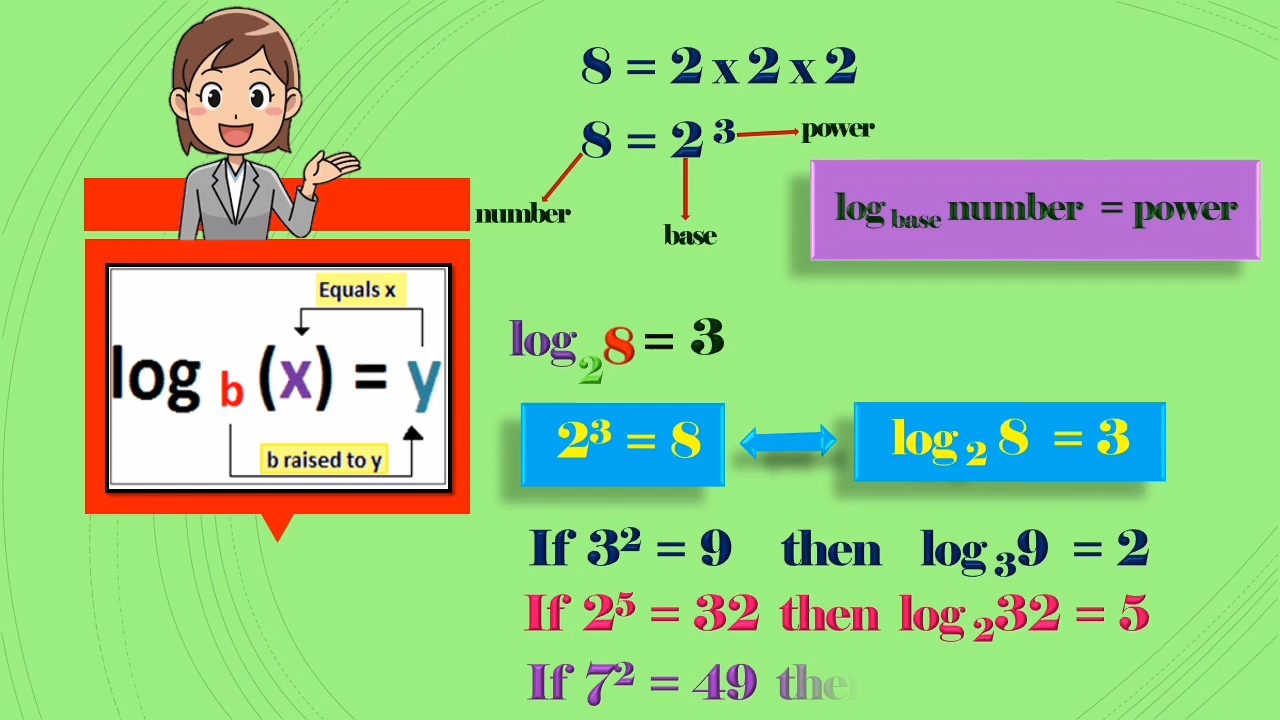 8 = 2 x 2 x 2
8 = 2³
power
number
base
log base number = power
Equals x
log b (x) = y
b raised to y
log₂8 = 3
2³ = 8
log₂ 8 = 3
If 3² = 9 then log₃9 = 2
If 2⁵ = 32 then log₂32 = 5
If 7² = 49 the